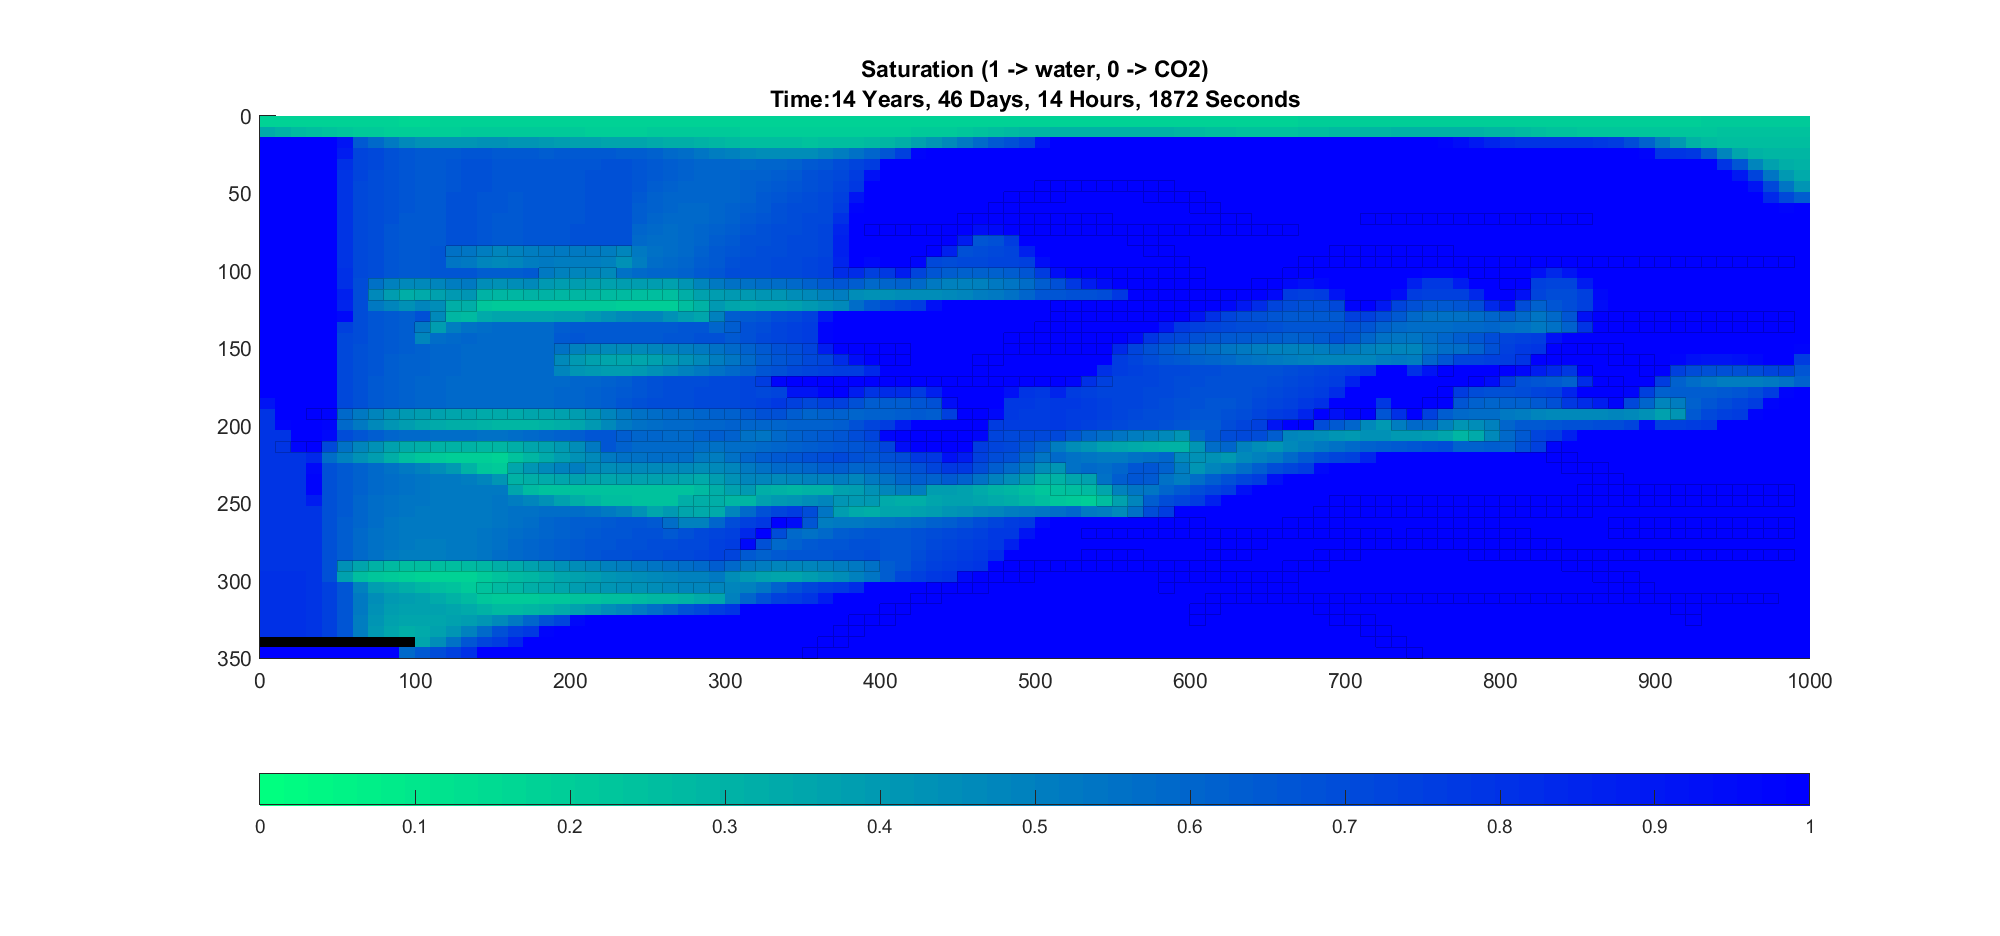 Saturation (1 -> water, 0 -> CO2)
Time:14 Years, 46 Days, 14 Hours, 1872 Seconds
0
50
100
150
200
250
300
350
0 100 200 300 400 500 600 700 800 900 1000
0 0.1 0.2 0.3 0.4 0.5 0.6 0.7 0.8 0.9 1